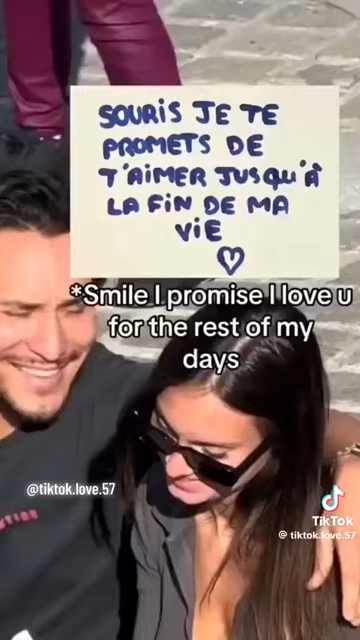 SOURIS JE TE
PROMETS DE
T'AIMER JUSQU'À
LA FIN DE MA
VIE
*Smile I promise I love u
for the rest of my
days
@tiktok.love.57
TikTok
@tiktok.love.57